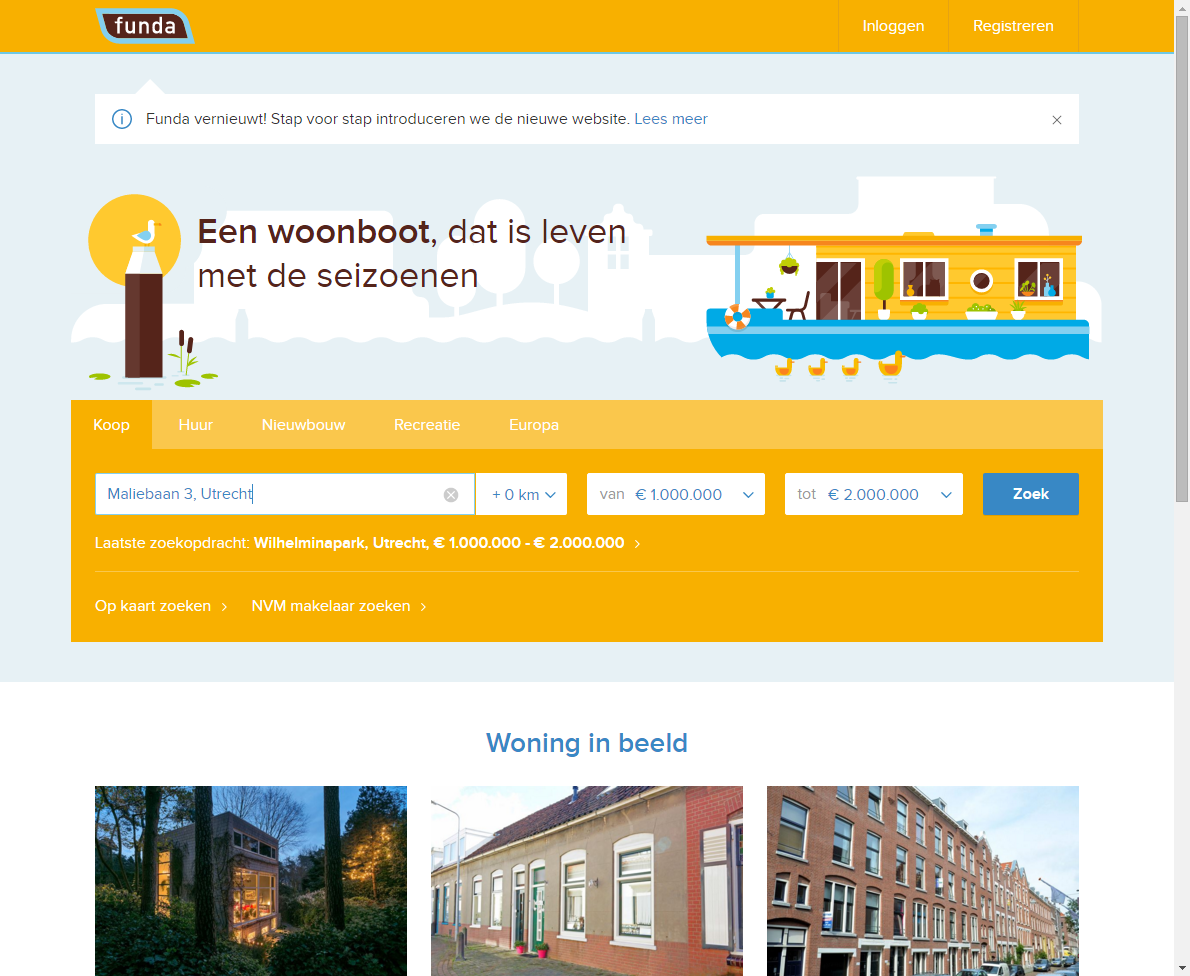 funda
Inloggen
Registreren
Funda vernieuwt! Stap voor stap introduceren we de nieuwe website. Lees meer
Een woonboot, dat is leven
met de seizoenen
Koop
Huur
Nieuwbouw
Recreatie
Europa
Maliebaan 3, Utrecht
+ 0 km
van € 1.000.000
tot € 2.000.000
Zoek
Laatste zoekopdracht: Wilhelminapark, Utrecht, € 1.000.000 - € 2.000.000
Op kaart zoeken
NVM makelaar zoeken
Woning in beeld